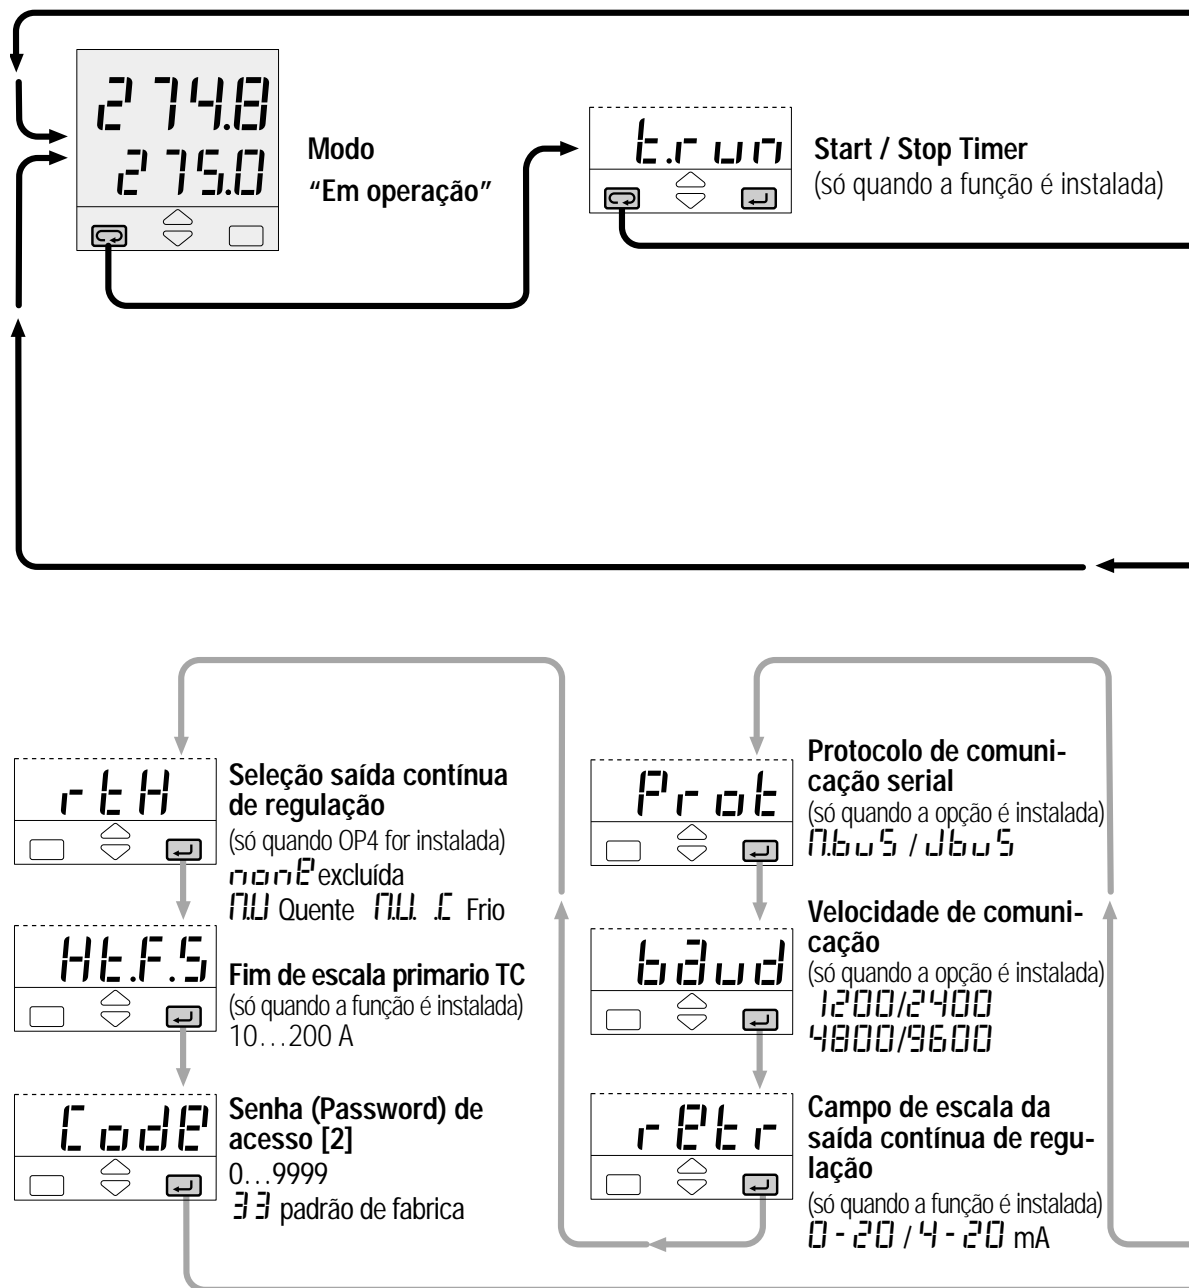 274.8
275.0
Modo
“Em operação”
t.run
Start / Stop Timer
(só quando a função é instalada)
rtH
Seleção saída contínua
de regulação
(só quando OP4 for instalada)
nonE excluída
M.U Quente M.U. .C Frio
Ht.F.S
Fim de escala primario TC
(só quando a função é instalada)
10...200 A
CodE
Senha (Password) de
acesso [2]
0...9999
33 padrão de fabrica
Prot
Protocolo de comuni-
cação serial
(só quando a opção é instalada)
M.buS / JbuS
baud
Velocidade de comuni-
cação
(só quando a opção é instalada)
1200/2400
4800/9600
rEtr
Campo de escala da
saída contínua de regu-
lação
(só quando a função é instalada)
0-20 / 4-20 mA